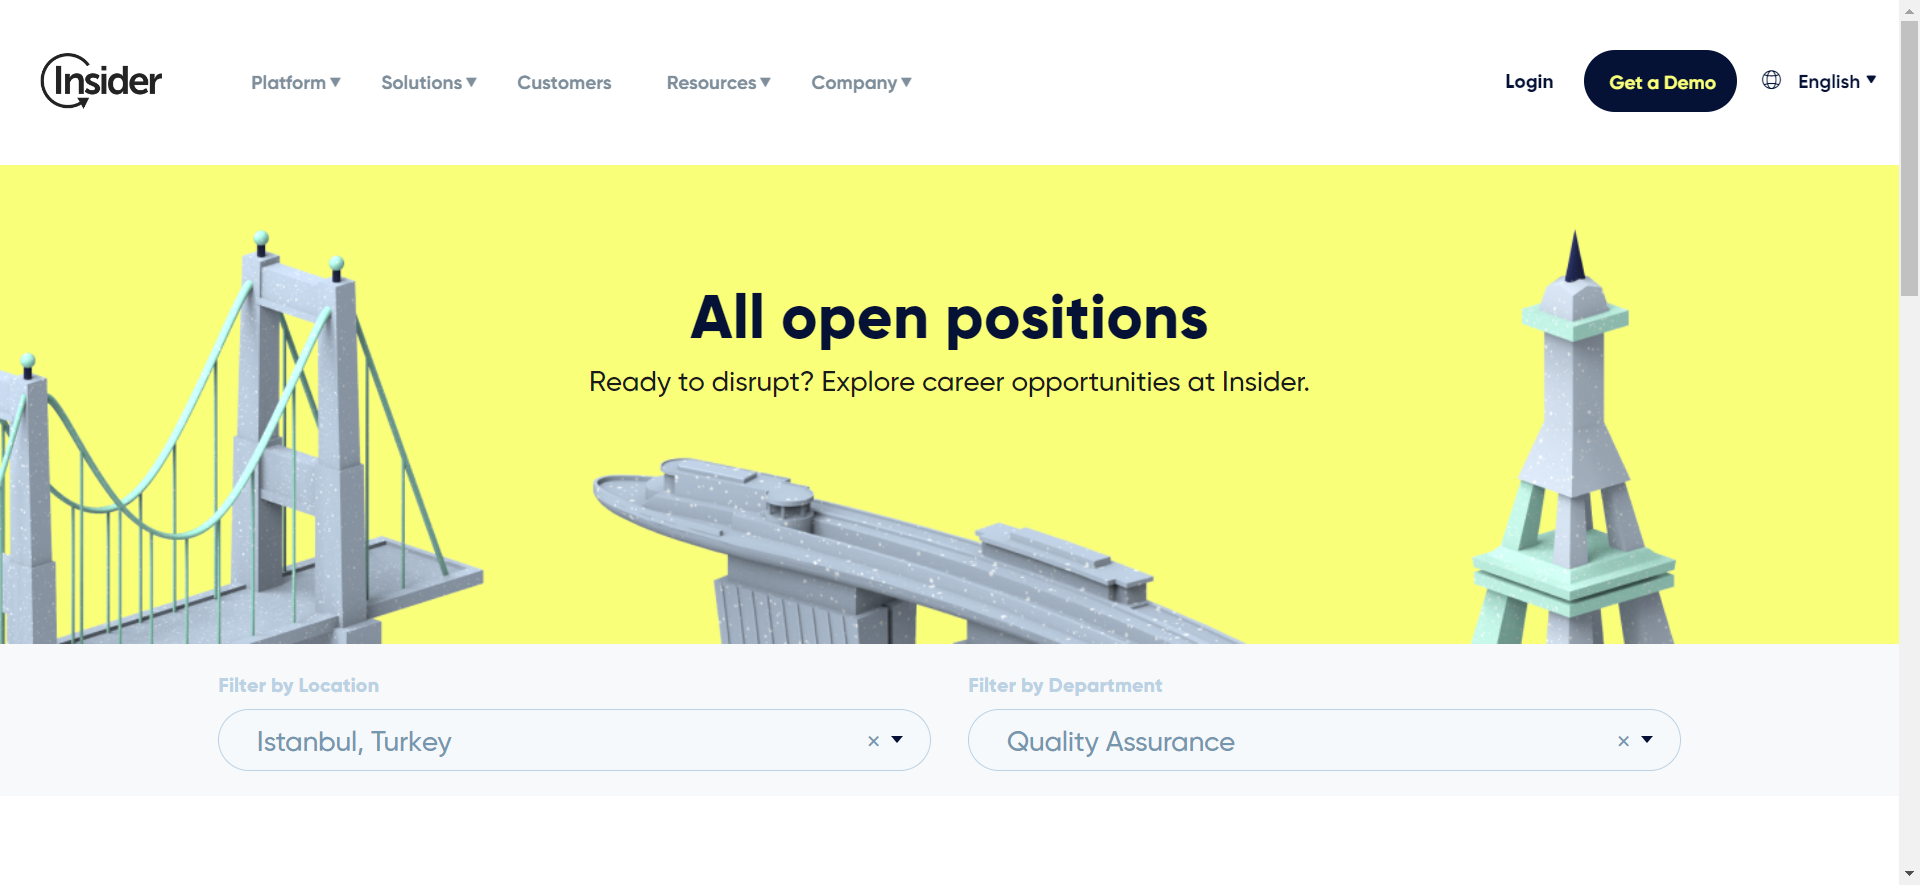 Insider
Platform
Solutions
Customers
Resources
Company
Login
Get a Demo
English
All open positions
Ready to disrupt? Explore career opportunities at Insider.
Filter by Location
Filter by Department
Istanbul, Turkey ×
Quality Assurance ×